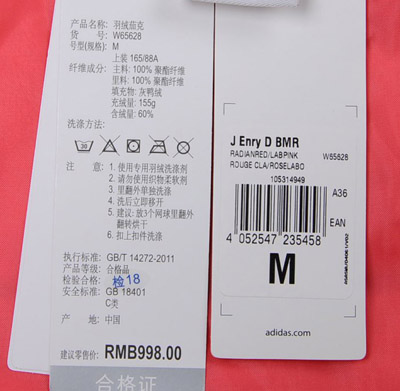 产品名称: 羽绒茄克
货 号: W65628
号型(规格): M
上装 165/88A
纤维成分: 主料: 100% 聚酯纤维
里料: 100% 聚酯纤维
填充物: 灰鸭绒
充绒量: 155g
含绒量: 60%
洗涤方法:
30
注意事项: 1. 使用专用羽绒洗涤剂
2. 请勿使用织物柔软剂
3. 里翻外单独洗涤
4. 洗后立即移开
5. 建议: 放3个网球里翻外
翻转烘干
6. 扣上扣件洗涤
执行标准: GB/T 14272-2011
产品等级: 合格品
检验合格: 检18
安全标准: GB 18401
C类
产 地: 中国
建议零售价: RMB998.00
合格证
J Enry D BMR
RADIANRED/LABPINK W65628
ROUGE CLA/ROSELABO
105314949
A36
EAN
4 052547 235458
M
adidas.com